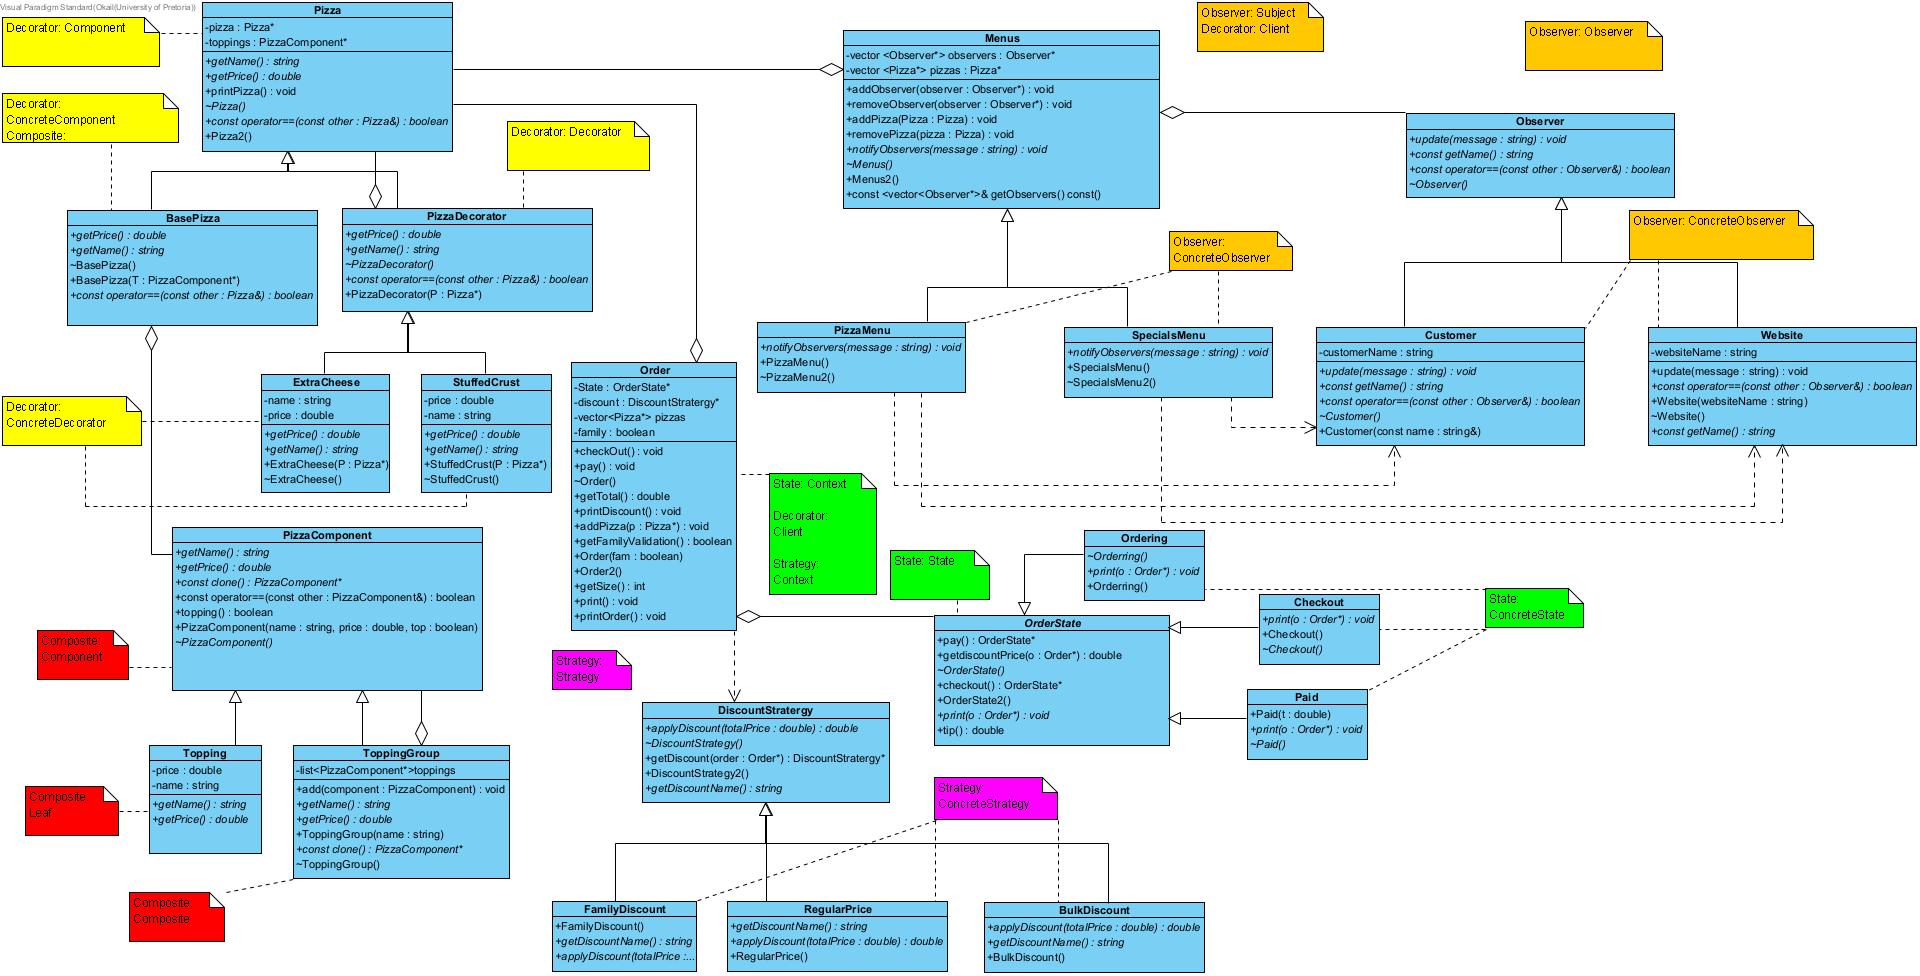 Visual Paradigm Standard(Okail(University of Pretoria))
Decorator: Component
Pizza
-pizza : Pizza*
-toppings : PizzaComponent*
+getName() : string
+getPrice() : double
+printPizza() : void
~Pizza()
+const operator==(const other : Pizza&) : boolean
+Pizza2()
Menus
-vector <Observer*> observers : Observer*
-vector <Pizza*> pizzas : Pizza*
+addObserver(observer : Observer*) : void
+removeObserver(observer : Observer*) : void
+addPizza(Pizza : Pizza) : void
+removePizza(pizza : Pizza) : void
+notifyObservers(message : string) : void
~Menus()
+Menus2()
+const <vector<Observer*>& getObservers() const()
Observer: Subject
Decorator: Client
Observer: Observer
Decorator:
ConcreteComponent
Composite:
Decorator: Decorator
Observer
+update(message : string) : void
+const getName() : string
+const operator==(const other : Observer&) : boolean
~Observer()
BasePizza
+getPrice() : double
+getName() : string
~BasePizza()
+BasePizza(T : PizzaComponent*)
+const operator==(const other : Pizza&) : boolean
PizzaDecorator
+getPrice() : double
+getName() : string
~PizzaDecorator()
+const operator==(const other : Pizza&) : boolean
+PizzaDecorator(P : Pizza*)
Observer:
ConcreteObserver
Observer: ConcreteObserver
PizzaMenu
+notifyObservers(message : string) : void
+PizzaMenu()
~PizzaMenu2()
SpecialsMenu
+notifyObservers(message : string) : void
+SpecialsMenu()
~SpecialsMenu2()
Customer
-customerName : string
+update(message : string) : void
+const getName() : string
+const operator==(const other : Observer&) : boolean
~Customer()
+Customer(const name : string&)
Website
-websiteName : string
+update(message : string) : void
+const operator==(const other : Observer&) : boolean
+Website(websiteName : string)
~Website()
+const getName() : string
Decorator:
ConcreteDecorator
ExtraCheese
-name : string
-price : double
+getPrice() : double
+getName() : string
+ExtraCheese(P : Pizza*)
~ExtraCheese()
StuffedCrust
-price : double
-name : string
+getPrice() : double
+getName() : string
+StuffedCrust(P : Pizza*)
~StuffedCrust()
Order
-State : OrderState*
-discount : DiscountStratergy*
-vector<Pizza*> pizzas
-family : boolean
+checkOut() : void
+pay() : void
~Order()
+getTotal() : double
+printDiscount() : void
+addPizza(p : Pizza*) : void
+getFamilyValidation() : boolean
+Order(fam : boolean)
+Order2()
+getSize() : int
+print() : void
+printOrder() : void
State: Context
Decorator:
Client
Strategy:
Context
State: State
PizzaComponent
+getName() : string
+getPrice() : double
+const clone() : PizzaComponent*
+const operator==(const other : PizzaComponent&) : boolean
+topping() : boolean
+PizzaComponent(name : string, price : double, top : boolean)
~PizzaComponent()
Ordering
~Orderring()
+print(o : Order*) : void
+Orderring()
Checkout
+print(o : Order*) : void
+Checkout()
~Checkout()
State:
ConcreteState
OrderState
+pay() : OrderState*
+getdiscountPrice(o : Order*) : double
~OrderState()
+checkout() : OrderState*
+OrderState2()
+print(o : Order*) : void
+tip() : double
Paid
+Paid(t : double)
+print(o : Order*) : void
~Paid()
Composite:
Component
Strategy:
Strategy
DiscountStratergy
+applyDiscount(totalPrice : double) : double
~DiscountStrategy()
+getDiscount(order : Order*) : DiscountStratergy*
+DiscountStrategy2()
+getDiscountName() : string
Topping
-price : double
-name : string
+getName() : string
+getPrice() : double
ToppingGroup
-list<PizzaComponent*>toppings
+add(component : PizzaComponent) : void
+getName() : string
+getPrice() : double
+ToppingGroup(name : string)
+const clone() : PizzaComponent*
~ToppingGroup()
Composite:
Leaf
Strategy:
ConcreteStrategy
Composite:
Composite
FamilyDiscount
+FamilyDiscount()
+getDiscountName() : string
+applyDiscount(totalPrice :...
RegularPrice
+getDiscountName() : string
+applyDiscount(totalPrice : double) : double
+RegularPrice()
BulkDiscount
+applyDiscount(totalPrice : double) : double
+getDiscountName() : string
+BulkDiscount()